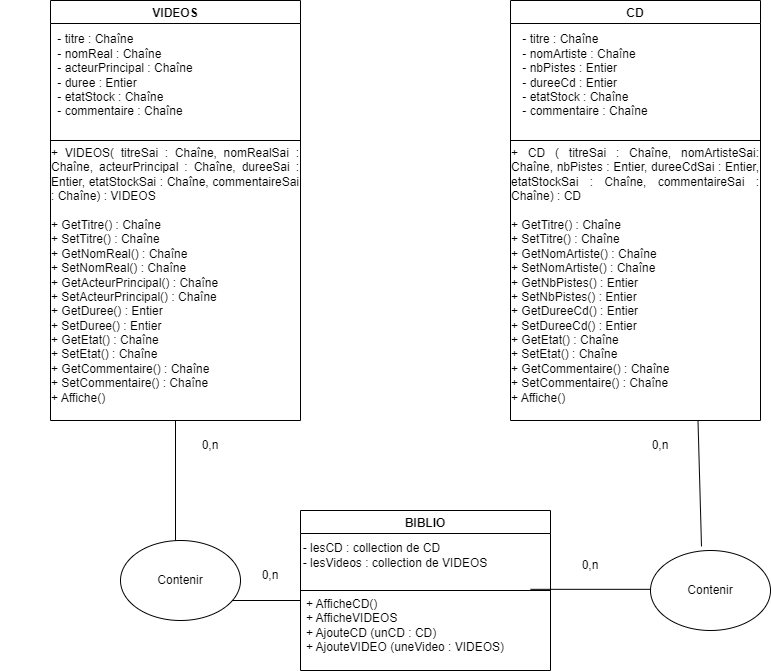 VIDEOS
- titre : Chaîne
- nomReal : Chaîne
- acteurPrincipal : Chaîne
- duree : Entier
- etatStock : Chaîne
- commentaire : Chaîne
+ VIDEOS( titreSai : Chaîne, nomRealSai :
Chaîne, acteurPrincipal : Chaîne, dureeSai :
Entier, etatStockSai : Chaîne, commentaireSai
: Chaîne) : VIDEOS
+ GetTitre() : Chaîne
+ SetTitre() : Chaîne
+ GetNomReal() : Chaîne
+ SetNomReal() : Chaîne
+ GetActeurPrincipal() : Chaîne
+ SetActeurPrincipal() : Chaîne
+ GetDuree() : Entier
+ SetDuree() : Entier
+ GetEtat() : Chaîne
+ SetEtat() : Chaîne
+ GetCommentaire() : Chaîne
+ SetCommentaire() : Chaîne
+ Affiche()
CD
- titre : Chaîne
- nomArtiste : Chaîne
- nbPistes : Entier
- dureeCd : Entier
- etatStock : Chaîne
- commentaire : Chaîne
+ CD ( titreSai : Chaîne, nomArtisteSai:
Chaîne, nbPistes : Entier, dureeCdSai : Entier,
etatStockSai : Chaîne, commentaireSai :
Chaîne) : CD
+ GetTitre() : Chaîne
+ SetTitre() : Chaîne
+ GetNomArtiste() : Chaîne
+ SetNomArtiste() : Chaîne
+ GetNbPistes() : Entier
+ SetNbPistes() : Entier
+ GetDureeCd() : Entier
+ SetDureeCd() : Entier
+ GetEtat() : Chaîne
+ SetEtat() : Chaîne
+ GetCommentaire() : Chaîne
+ SetCommentaire() : Chaîne
+ Affiche()
0,n
0,n
Contenir
0,n
BIBLIO
- lesCD : collection de CD
- lesVideos : collection de VIDEOS
+ AfficheCD()
+ AfficheVIDEOS
+ AjouteCD (unCD : CD)
+ AjouteVIDEO (uneVideo : VIDEOS)
0,n
Contenir